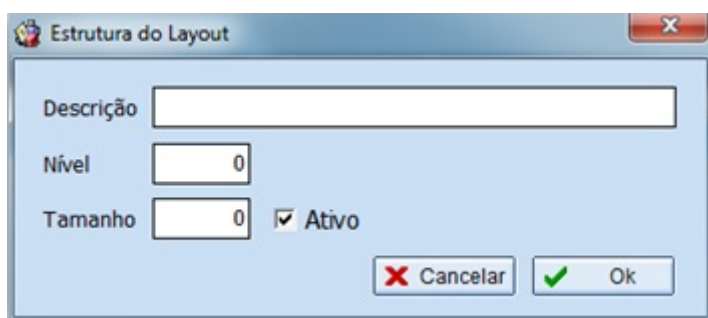 Estrutura do Layout
Descrição
Nível 0
Tamanho 0 Ativo
Cancelar Ok